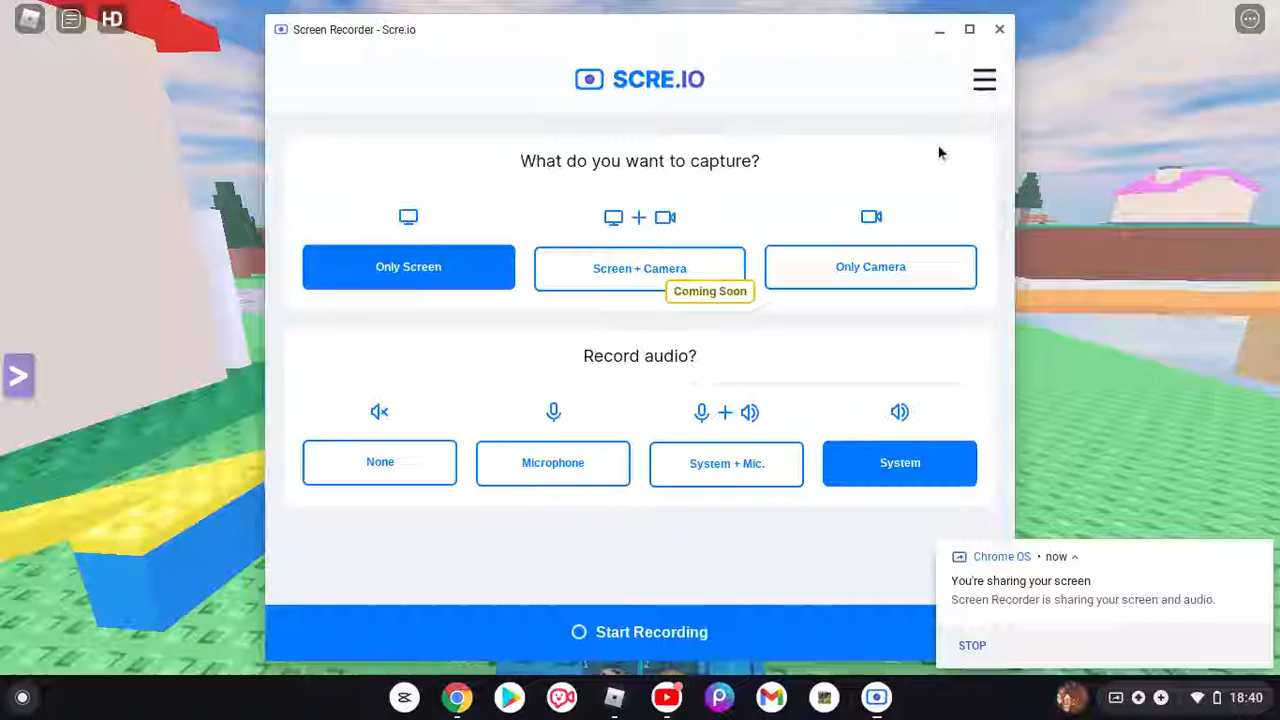 HD
Screen Recorder - Scre.io
SCRE.IO
What do you want to capture?
Only Screen
Screen + Camera
Only Camera
Coming Soon
Record audio?
None
Microphone
System + Mic.
System
Start Recording
Chrome OS • now
You're sharing your screen
Screen Recorder is sharing your screen and audio.
STOP
1 2
18:40